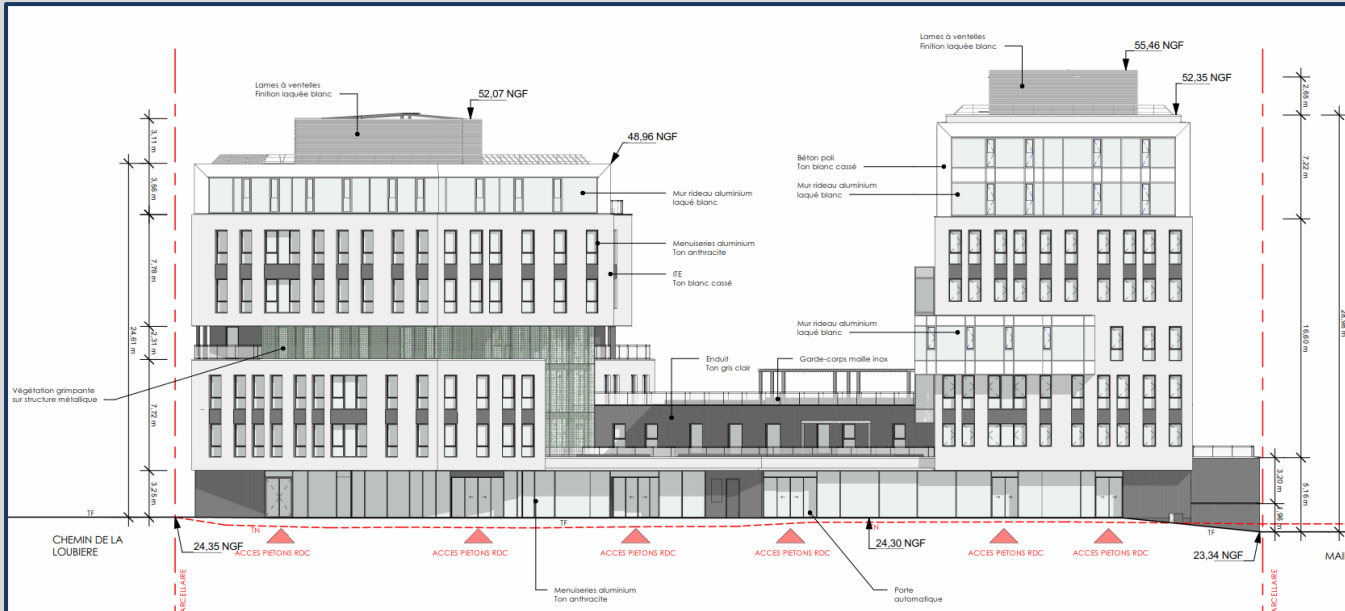 Lames à ventelles
Finition laquée blanc
55,46 NGF
52,35 NGF
Lames à ventelles
Finition laquée blanc
52,07 NGF
48,96 NGF
2,65 m
3,11 m
3,56 m
7,78 m
2,31 m
7,72 m
3,25 m
24,61 m
Béton poli
Ton blanc cassé
Mur rideau aluminium
laqué blanc
Mur rideau aluminium
laqué blanc
7,22 m
Menuiseries aluminium
Ton anthracite
ITE
Ton blanc cassé
Mur rideau aluminium
laqué blanc
16,60 m
Enduit
Ton gris clair
Garde-corps maille inox
Végétation grimpante
sur structure métallique
3,20 m
5,16 m
1,96 m
TF
TN
TF
TN
TF
CHEMIN DE LA
LOUBIERE
24,35 NGF
24,30 NGF
23,34 NGF
ACCES PIETONS RDC
ACCES PIETONS RDC
ACCES PIETONS RDC
ACCES PIETONS RDC
ACCES PIETONS RDC
ACCES PIETONS RDC
MAI
ARCELLAIRE
ARCELLAIRE
Menuiseries aluminium
Ton anthracite
Porte
automatique